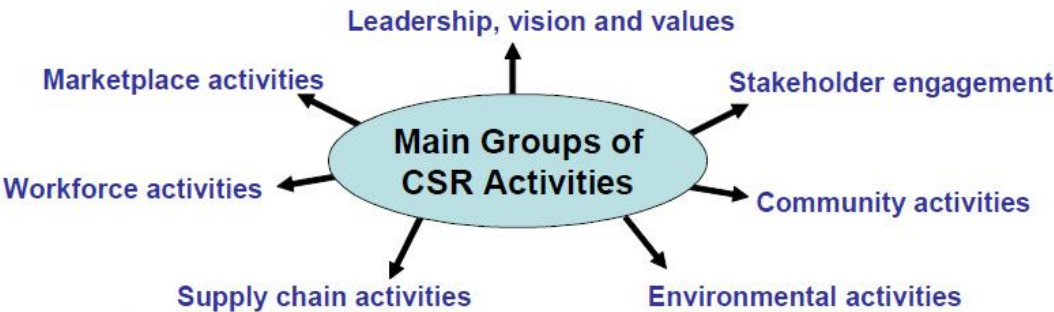 Leadership, vision and values
Marketplace activities
Stakeholder engagement
Main Groups of
CSR Activities
Workforce activities
Community activities
Supply chain activities
Environmental activities